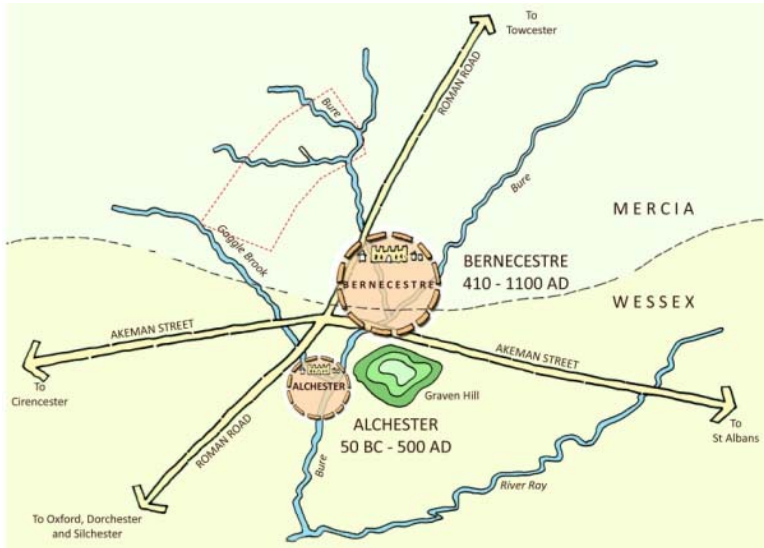 To
Towcester
ROMAN ROAD
Bure
Bure
MERCIA
Gaggle Brook
BERNECESTRE
BERNECESTRE
410 - 1100 AD
WESSEX
AKEMAN STREET
AKEMAN STREET
To
Cirencester
ALCHESTER
Graven Hill
To
St Albans
ALCHESTER
50 BC - 500 AD
ROMAN ROAD
Bure
River Ray
To Oxford, Dorchester
and Silchester